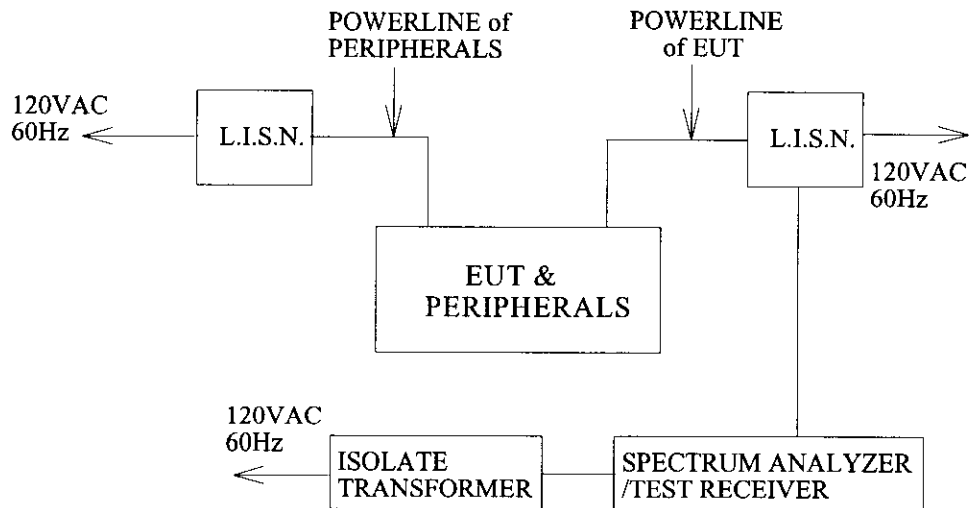 POWERLINE of
PERIPHERALS
POWERLINE
of EUT
120VAC
60Hz
L.I.S.N.
L.I.S.N.
120VAC
60Hz
EUT &
PERIPHERALS
120VAC
60Hz
ISOLATE
TRANSFORMER
SPECTRUM ANALYZER
/TEST RECEIVER